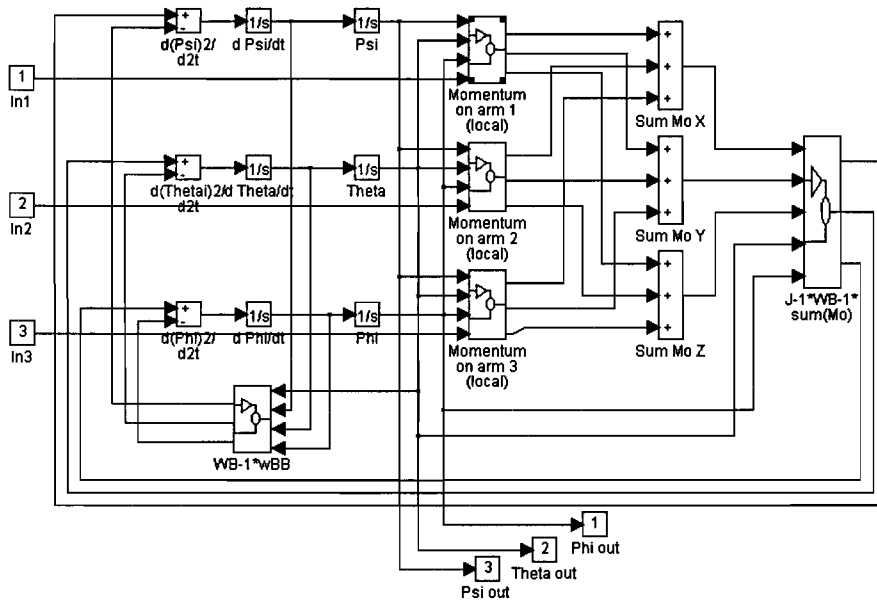 +
-
d(Psi)2/
d2t
1/s
d Psi/dt
1/s
Psi
1
In1
Momentum
on arm 1
(local)
+
+
+
Sum Mo X
+
-
d(Thetai)2/
d2t
1/s
d Theta/dt
1/s
Theta
2
In2
Momentum
on arm 2
(local)
+
+
+
Sum Mo Y
+
-
d(Phi)2/
d2t
1/s
d Phi/dt
1/s
Phi
3
In3
Momentum
on arm 3
(local)
+
+
+
Sum Mo Z
J-1*WB-1*
sum(Mo)
WB-1*wBB
1
Phi out
2
Theta out
3
Psi out